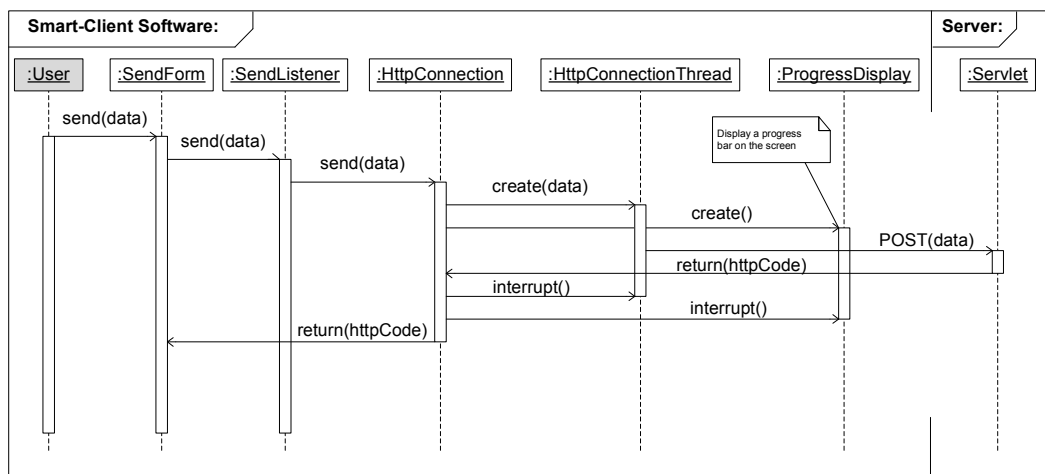 Smart-Client Software:
Server:
:User
:SendForm
:SendListener
:HttpConnection
:HttpConnectionThread
:ProgressDisplay
:Servlet
send(data)
send(data)
send(data)
Display a progress
bar on the screen
create(data)
create()
POST(data)
return(httpCode)
interrupt()
interrupt()
return(httpCode)